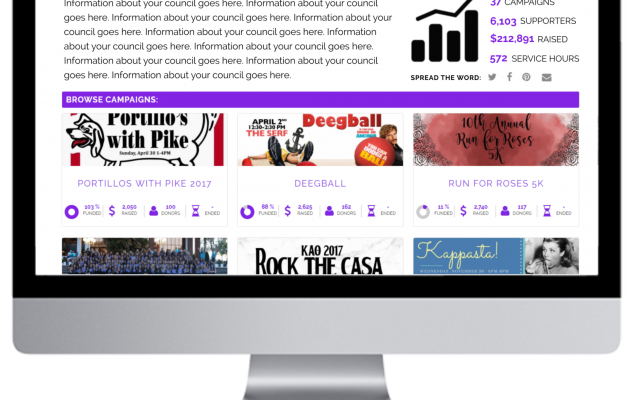 Information about your council goes here. Information about your council
goes here. Information about your council goes here. Information about your
council goes here. Information about your council goes here. Information
about your council goes here. Information about your council goes here.
Information about your council goes here. Information about your council
goes here. Information about your council goes here.
37 CAMPAIGNS
6,103 SUPPORTERS
$212,891 RAISED
572 SERVICE HOURS
SPREAD THE WORD:
BROWSE CAMPAIGNS:
Portillo's
with Pike
Sunday, April 30 1-4PM
APRIL 2ND
12:30-2:30 PM
THE SERF
Deegball
YOU CAN
BALL
10th Annual
Run for Roses
5K
PORTILLOS WITH PIKE 2017
DEEGBALL
RUN FOR ROSES 5K
103 % FUNDED
$ 2,050 RAISED
100 DONORS
- ENDED
88 % FUNDED
$ 2,625 RAISED
162 DONORS
- ENDED
11 % FUNDED
$ 2,740 RAISED
117 DONORS
- ENDED
KAΘ 2017
ROCK THE CASA
Kappasta!